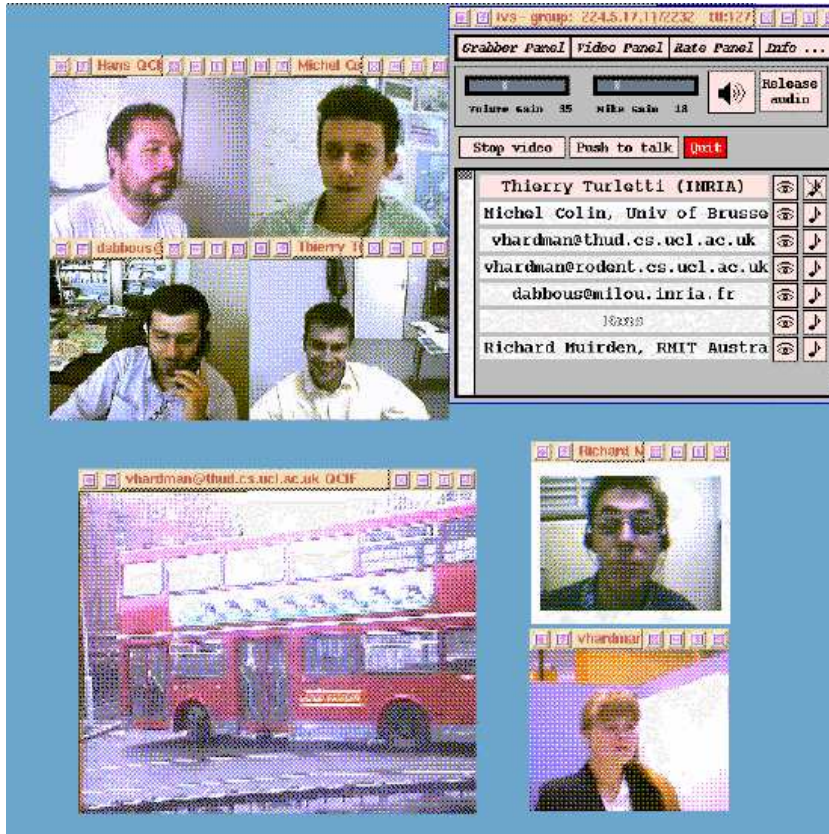 ivs - group: 224.5.17.11/2232 ttl:127
Grabber Panel Video Panel Rate Panel Info ...
Volume Gain 35 Mike Gain 18
Release
audio
Stop video Push to talk Quit
Thierry Turletti (INRIA)
Michel Colin, Univ of Brusse
vhardman@thud.cs.ucl.ac.uk
vhardman@rodent.cs.ucl.ac.uk
dabbous@milou.inria.fr
Hans
Richard Muirden, RMIT Austra
Hans QCIF
Michel Co
dabbous@
Thierry T
vhardman@thud.cs.ucl.ac.uk QCIF
Richard M
vhardman